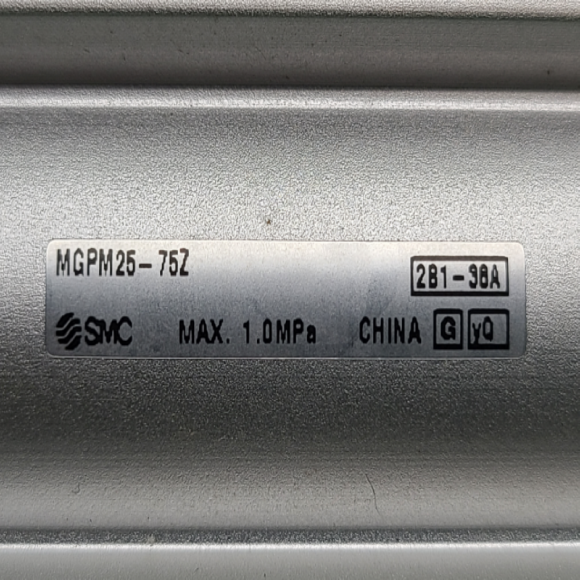 MGPM25-75Z
2B1-38A
SMC MAX. 1.0MPa CHINA G yQ